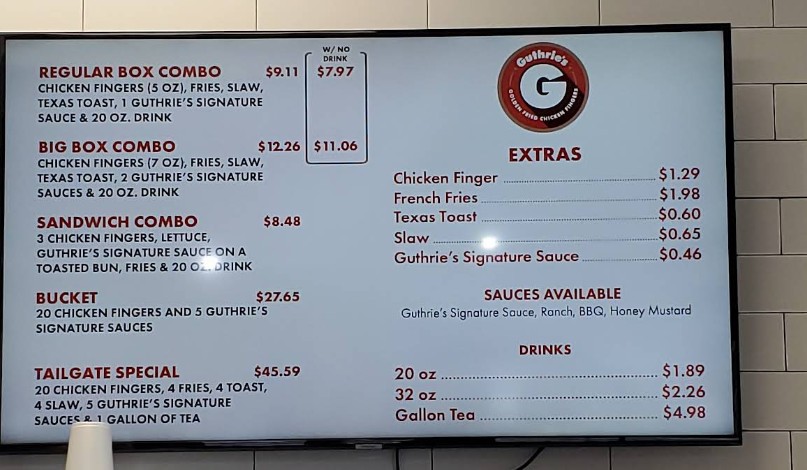 W/ NO
DRINK
REGULAR BOX COMBO $9.11 $7.97
CHICKEN FINGERS (5 OZ), FRIES, SLAW,
TEXAS TOAST, 1 GUTHRIE'S SIGNATURE
SAUCE & 20 OZ. DRINK
BIG BOX COMBO $12.26 $11.06
CHICKEN FINGERS (7 OZ), FRIES, SLAW,
TEXAS TOAST, 2 GUTHRIE'S SIGNATURE
SAUCES & 20 OZ. DRINK
SANDWICH COMBO $8.48
3 CHICKEN FINGERS, LETTUCE,
GUTHRIE'S SIGNATURE SAUCE ON A
TOASTED BUN, FRIES & 20 OZ. DRINK
BUCKET $27.65
20 CHICKEN FINGERS AND 5 GUTHRIE'S
SIGNATURE SAUCES
TAILGATE SPECIAL $45.59
20 CHICKEN FINGERS, 4 FRIES, 4 TOAST,
4 SLAW, 5 GUTHRIE'S SIGNATURE
SAUCES & 1 GALLON OF TEA
Guthrie's
G
GOLDEN FRIED CHICKEN FINGERS
EXTRAS
Chicken Finger $1.29
French Fries $1.98
Texas Toast $0.60
Slaw $0.65
Guthrie's Signature Sauce $0.46
SAUCES AVAILABLE
Guthrie's Signature Sauce, Ranch, BBQ, Honey Mustard
DRINKS
20 oz $1.89
32 oz $2.26
Gallon Tea $4.98